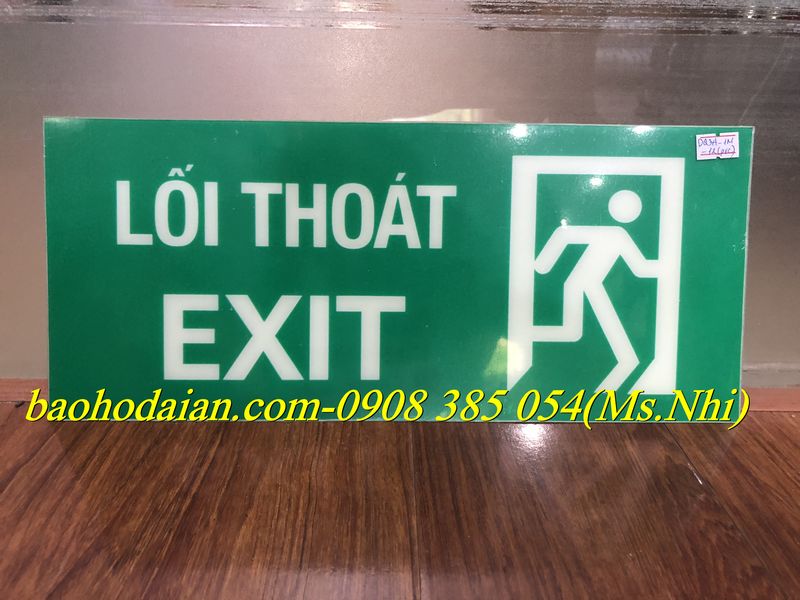 LỐI THOÁT
EXIT
baohodaian.com-0908 385 054(Ms.Nhi)